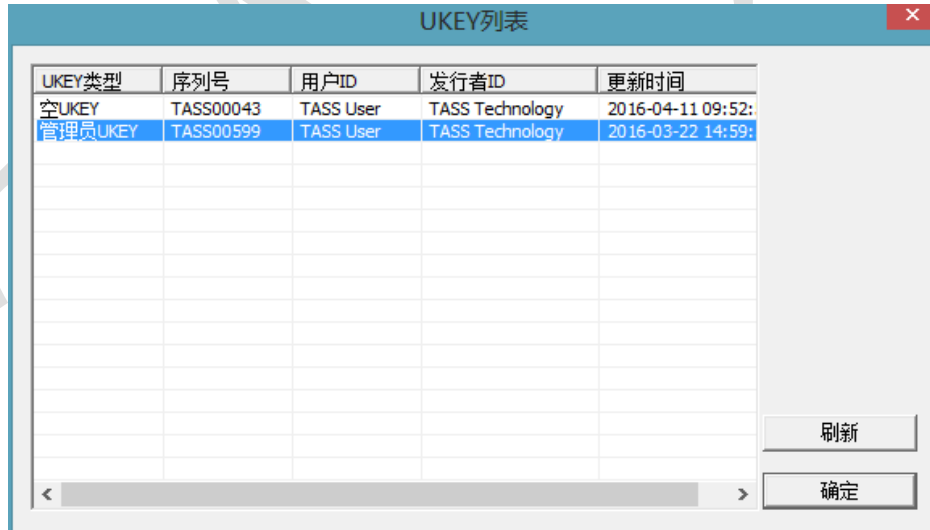 UKEY列表
UKEY类型 序列号 用户ID 发行者ID 更新时间
空UKEY TASS00043 TASS User TASS Technology 2016-04-11 09:52:
管理员UKEY TASS00599 TASS User TASS Technology 2016-03-22 14:59:
刷新
确定